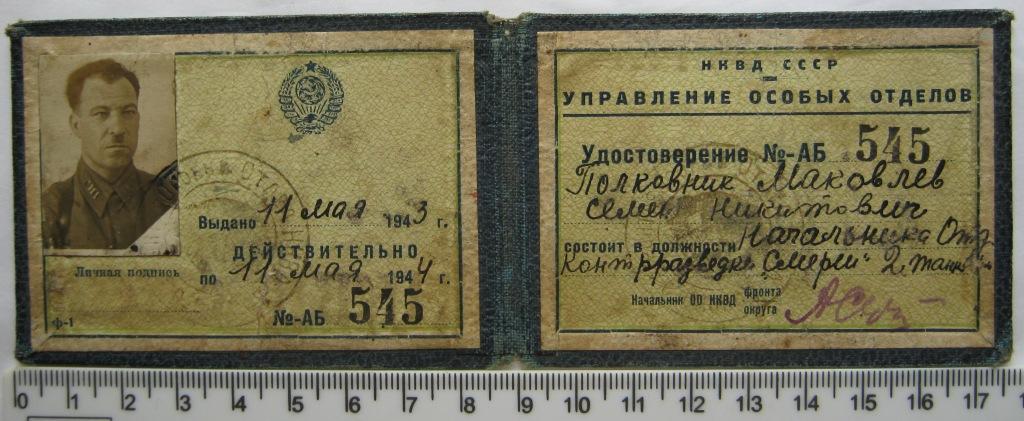 Личная подпись
ф-1
Выдано 11 мая 1943 г.
ДЕЙСТВИТЕЛЬНО
по 11 мая 1944 г.
№-АБ 545
НКВД СССР
УПРАВЛЕНИЕ ОСОБЫХ ОТДЕЛОВ
Удостоверение №-АБ 545
Полковник Маковлев
Семен Никитович
состоит в должности Начальника Отд.
Контрразведки "Смерш" 2 танк
Начальник ОО НКВД фронта
округа
0 1 2 3 4 5 6 7 8 9 10 11 12 13 14 15 16 17